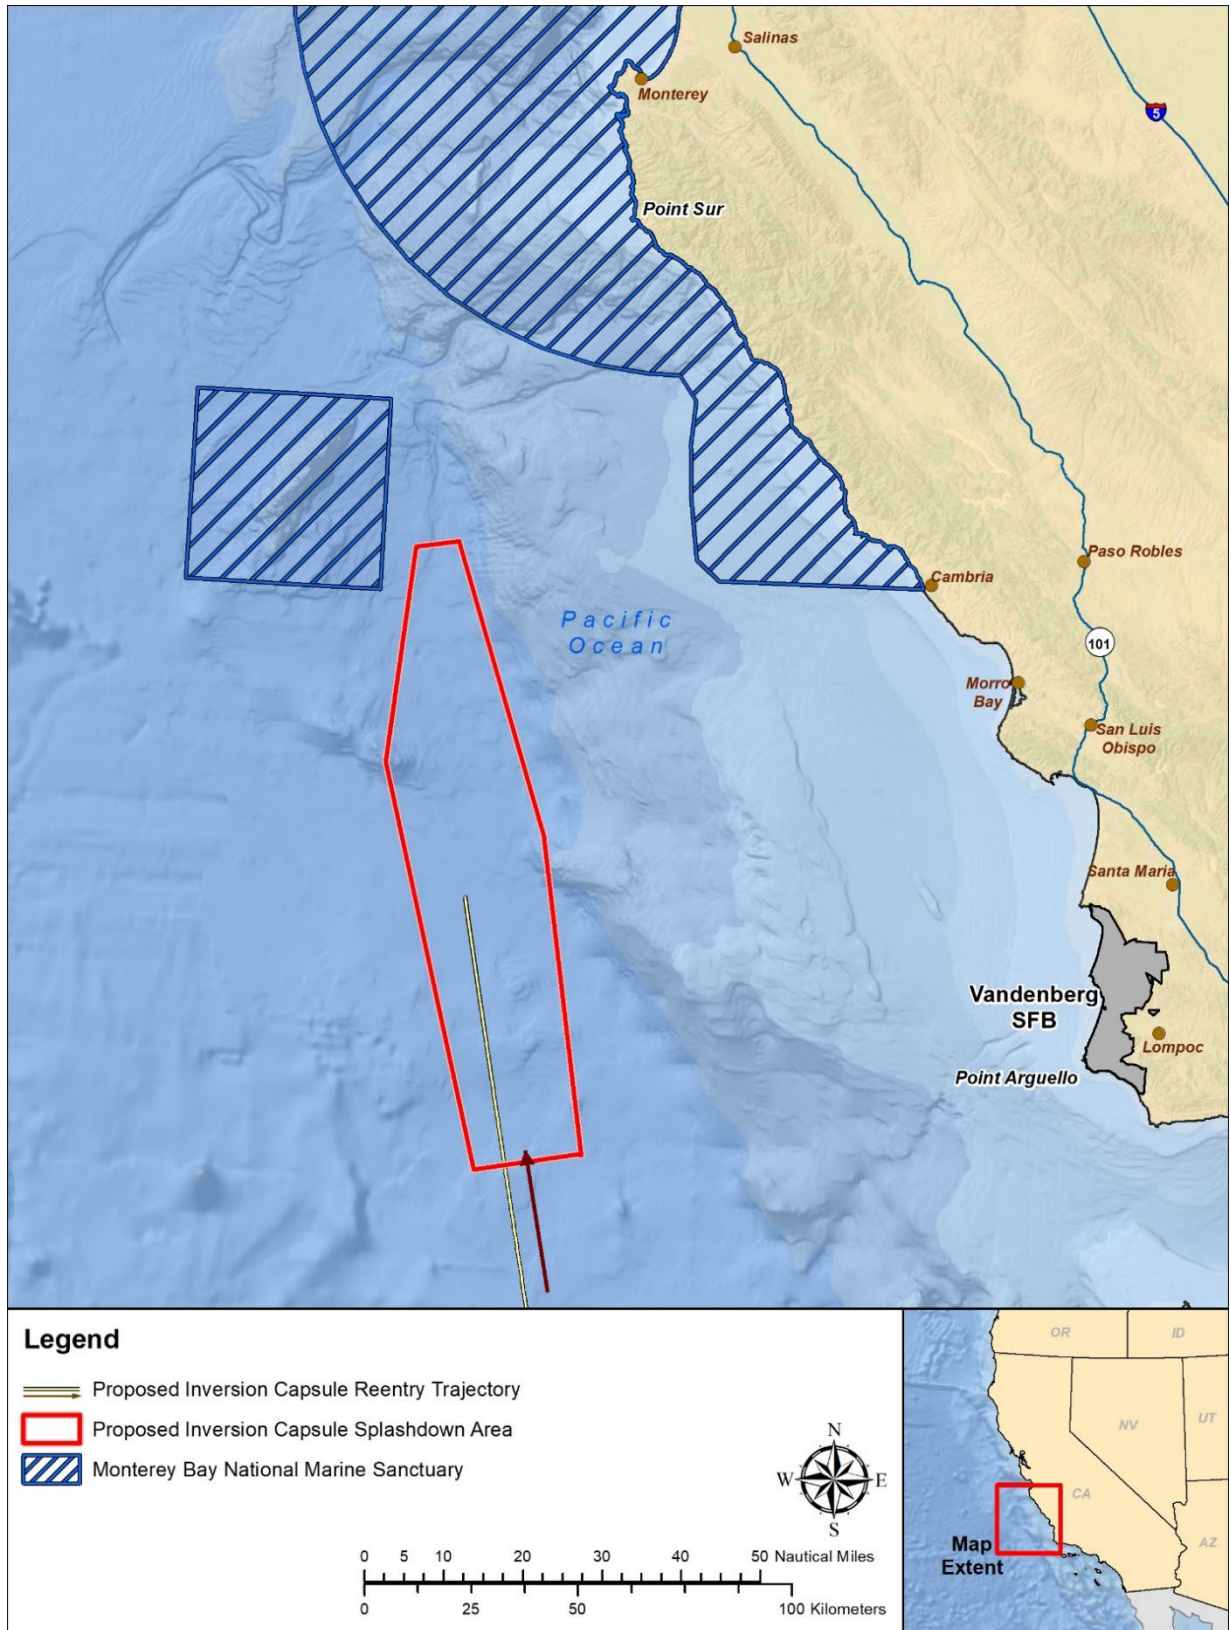 Salinas
Monterey
5
Point Sur
Paso Robles
Cambria
Pacific
Ocean
101
Morro
Bay
San Luis
Obispo
Santa Maria
Vandenberg
SFB
Lompoc
Point Arguello
Legend
Proposed Inversion Capsule Reentry Trajectory
Proposed Inversion Capsule Splashdown Area
Monterey Bay National Marine Sanctuary
N
W E
S
0 5 10 20 30 40 50 Nautical Miles
0 25 50 100 Kilometers
OR ID
NV UT
CA
AZ
Map
Extent